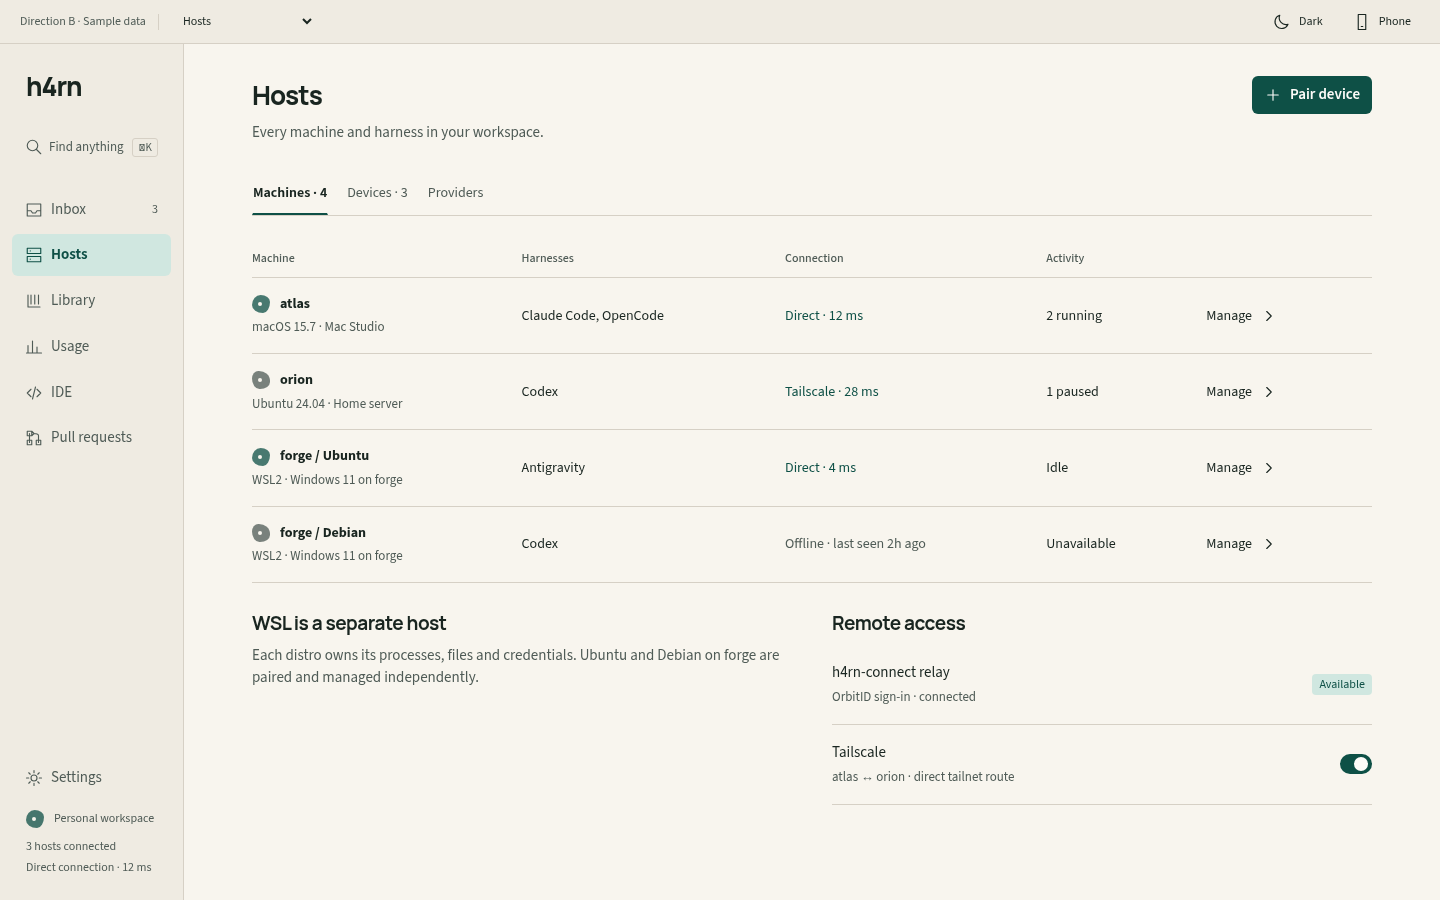 Direction B · Sample data
Hosts
Dark
Phone
h4rn
Find anything
K
Inbox
3
Hosts
Library
Usage
IDE
Pull requests
Settings
Personal workspace
3 hosts connected
Direct connection · 12 ms
Hosts
Every machine and harness in your workspace.
Pair device
Machines · 4
Devices · 3
Providers
Machine
Harnesses
Connection
Activity
atlas
macOS 15.7 · Mac Studio
Claude Code, OpenCode
Direct · 12 ms
2 running
Manage
orion
Ubuntu 24.04 · Home server
Codex
Tailscale · 28 ms
1 paused
Manage
forge / Ubuntu
WSL2 · Windows 11 on forge
Antigravity
Direct · 4 ms
Idle
Manage
forge / Debian
WSL2 · Windows 11 on forge
Codex
Offline · last seen 2h ago
Unavailable
Manage
WSL is a separate host
Each distro owns its processes, files and credentials. Ubuntu and Debian on forge are
paired and managed independently.
Remote access
h4rn-connect relay
OrbitID sign-in · connected
Available
Tailscale
atlas ↔ orion · direct tailnet route